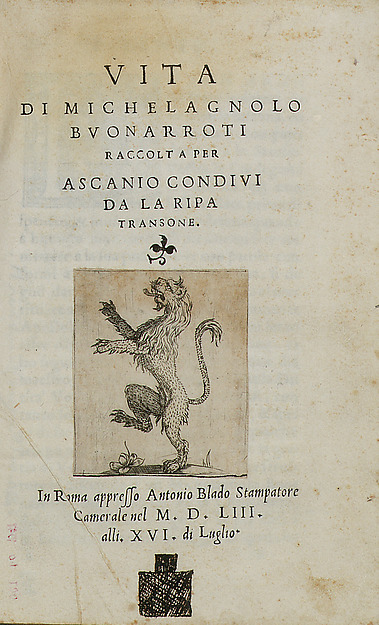 VITA
DI MICHELAGNOLO
BVONARROTI
RACCOLTA PER
ASCANIO CONDIVI
DA LA RIPA
TRANSONE.
In Roma appresso Antonio Blado Stampatore
Camerale nel M. D. LIII.
alli. XVI. di Luglio.